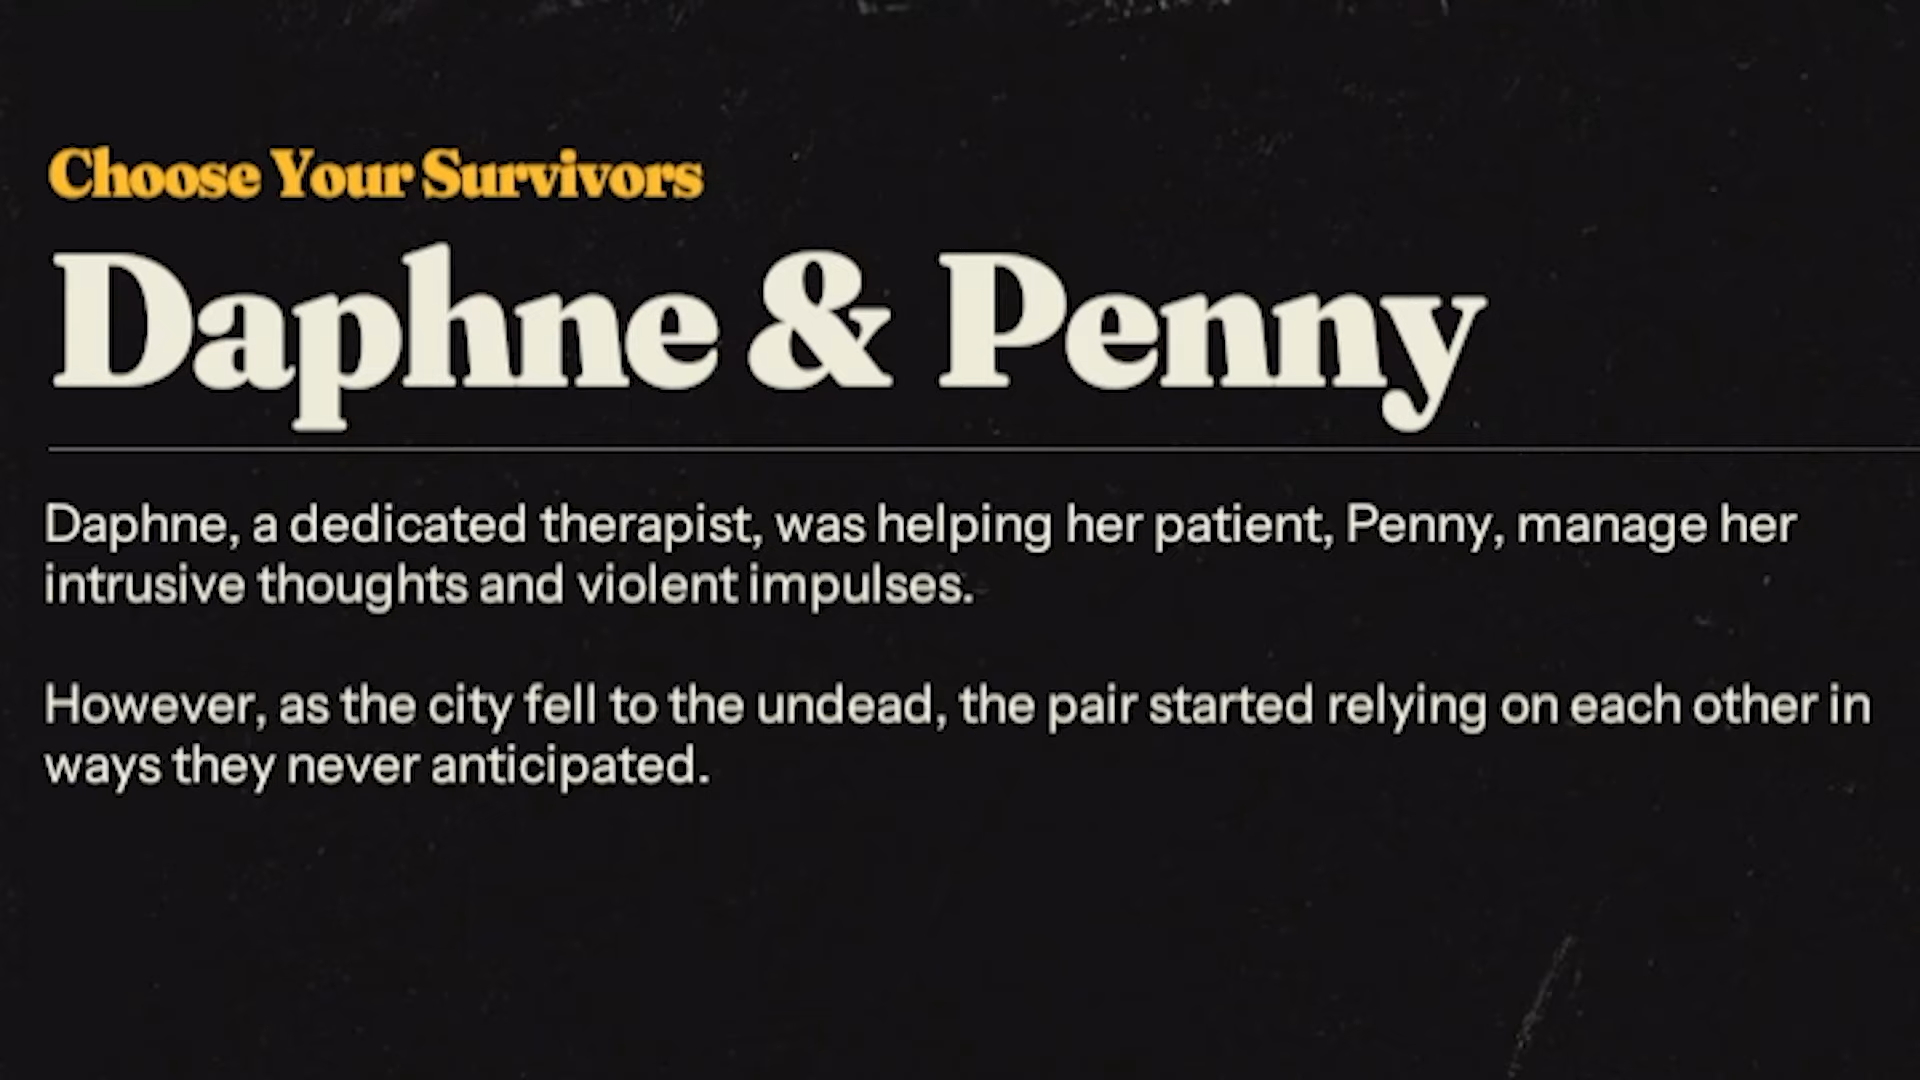 Choose Your Survivors
Daphne & Penny
Daphne, a dedicated therapist, was helping her patient, Penny, manage her
intrusive thoughts and violent impulses.
However, as the city fell to the undead, the pair started relying on each other in
ways they never anticipated.